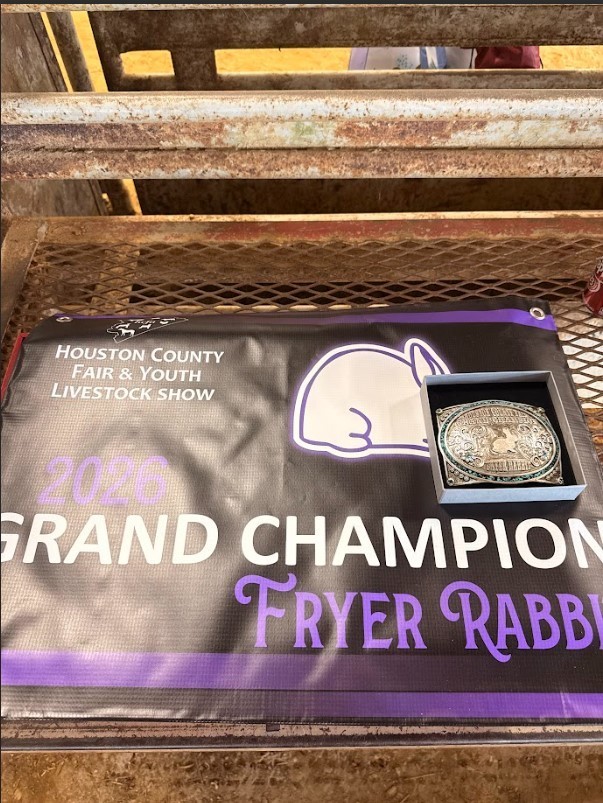 HOUSTON COUNTY
FAIR & YOUTH
LIVESTOCK SHOW
2026
GRAND CHAMPION
FRYER RABBI